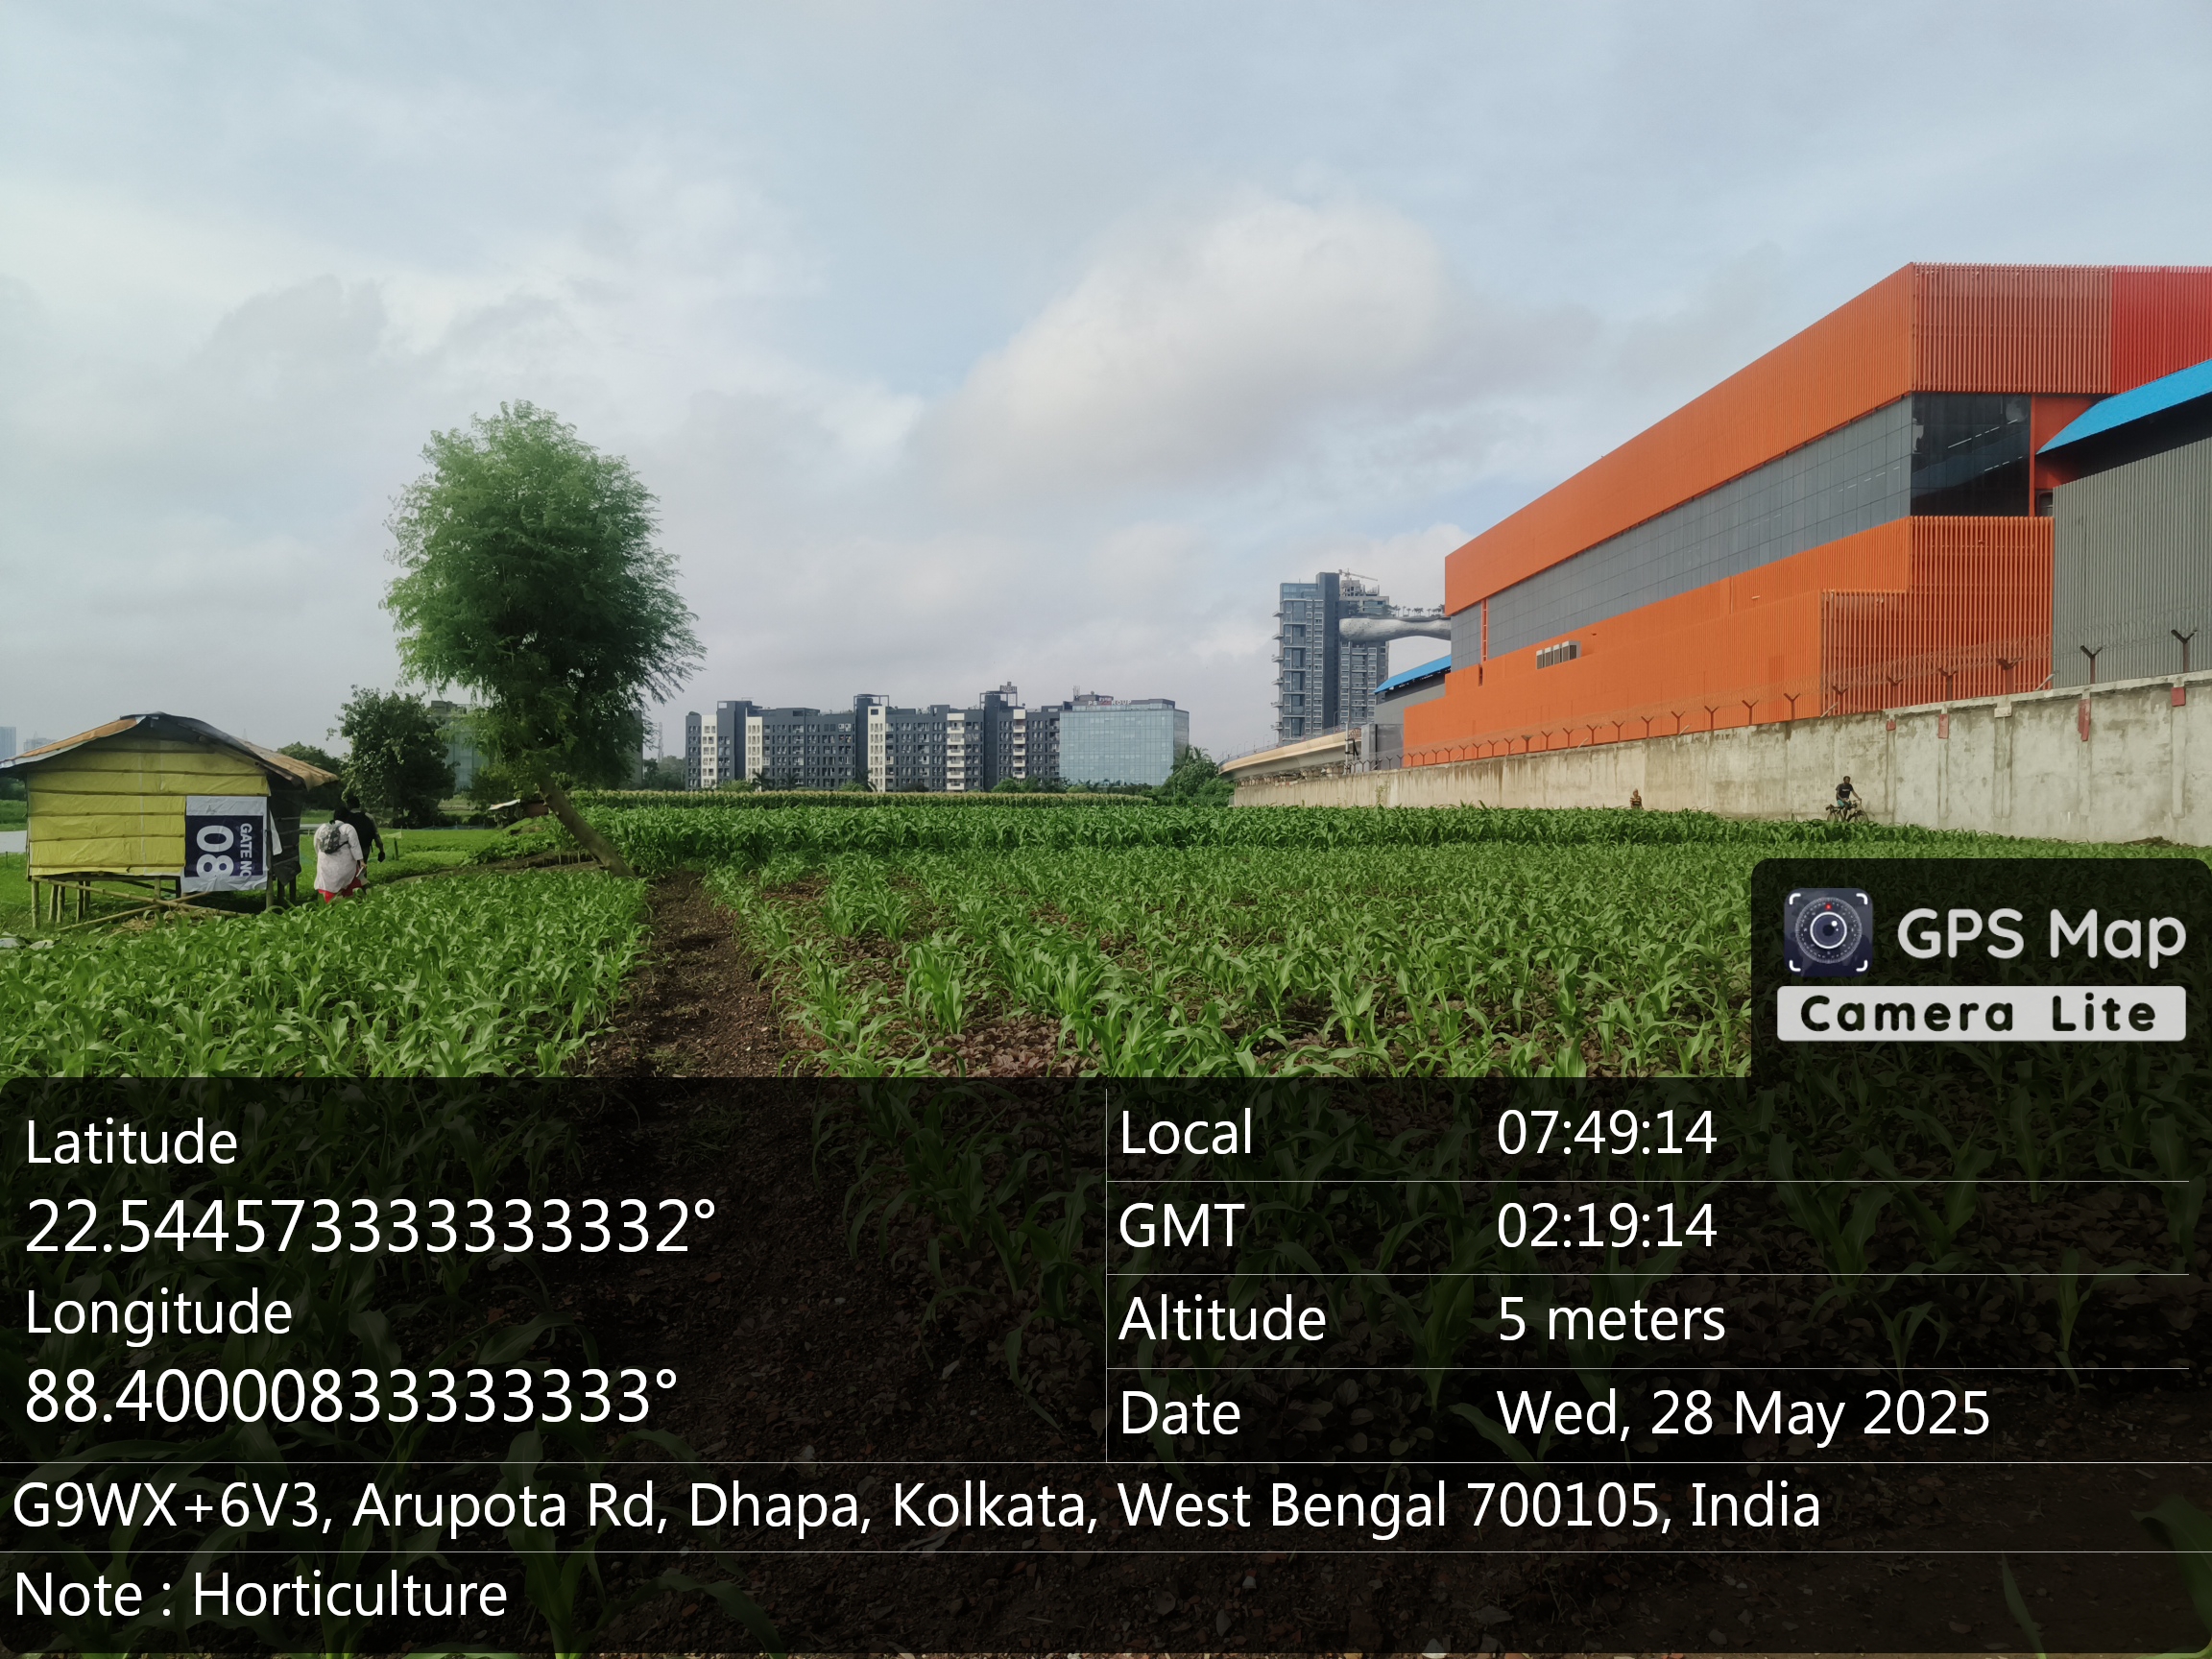 GATE NO
08
GPS Map
Camera Lite
Latitude
22.544573333333332°
Longitude
88.40000833333333°
Local 07:49:14
GMT 02:19:14
Altitude 5 meters
Date Wed, 28 May 2025
G9WX+6V3, Arupota Rd, Dhapa, Kolkata, West Bengal 700105, India
Note : Horticulture